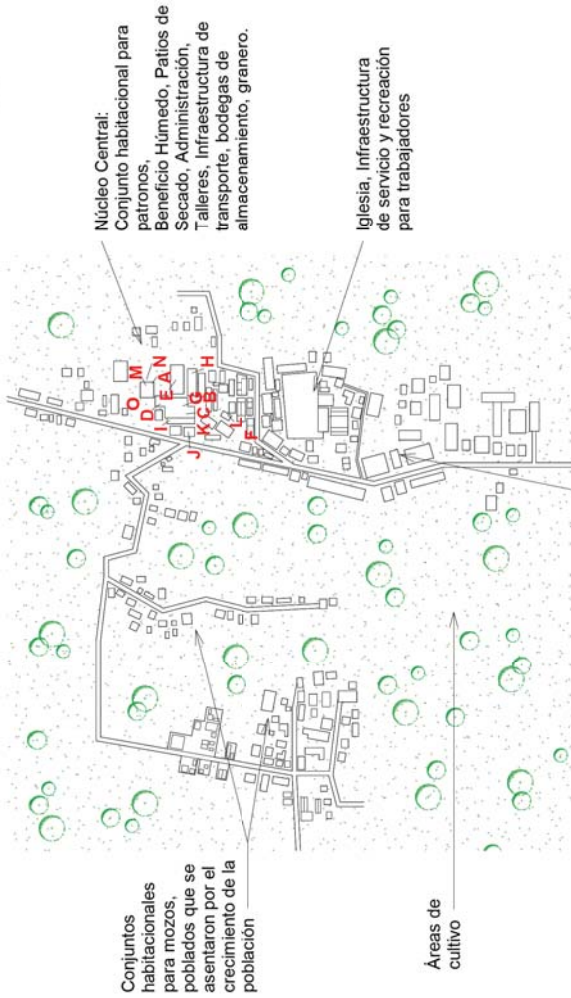 Núcleo Central:
Conjunto habitacional para
patronos,
Beneficio Húmedo, Patios de
Secado, Administración,
Talleres, Infraestructura de
transporte, bodegas de
almacenamiento, granero.
Iglesia, Infraestructura
de servicio y recreación
para trabajadores
O
M
D
I
E
A
N
J
K
C
G
B
H
L
F
Conjuntos
habitacionales
para mozos,
poblados que se
asentaron por el
crecimiento de la
población
Áreas de
cultivo